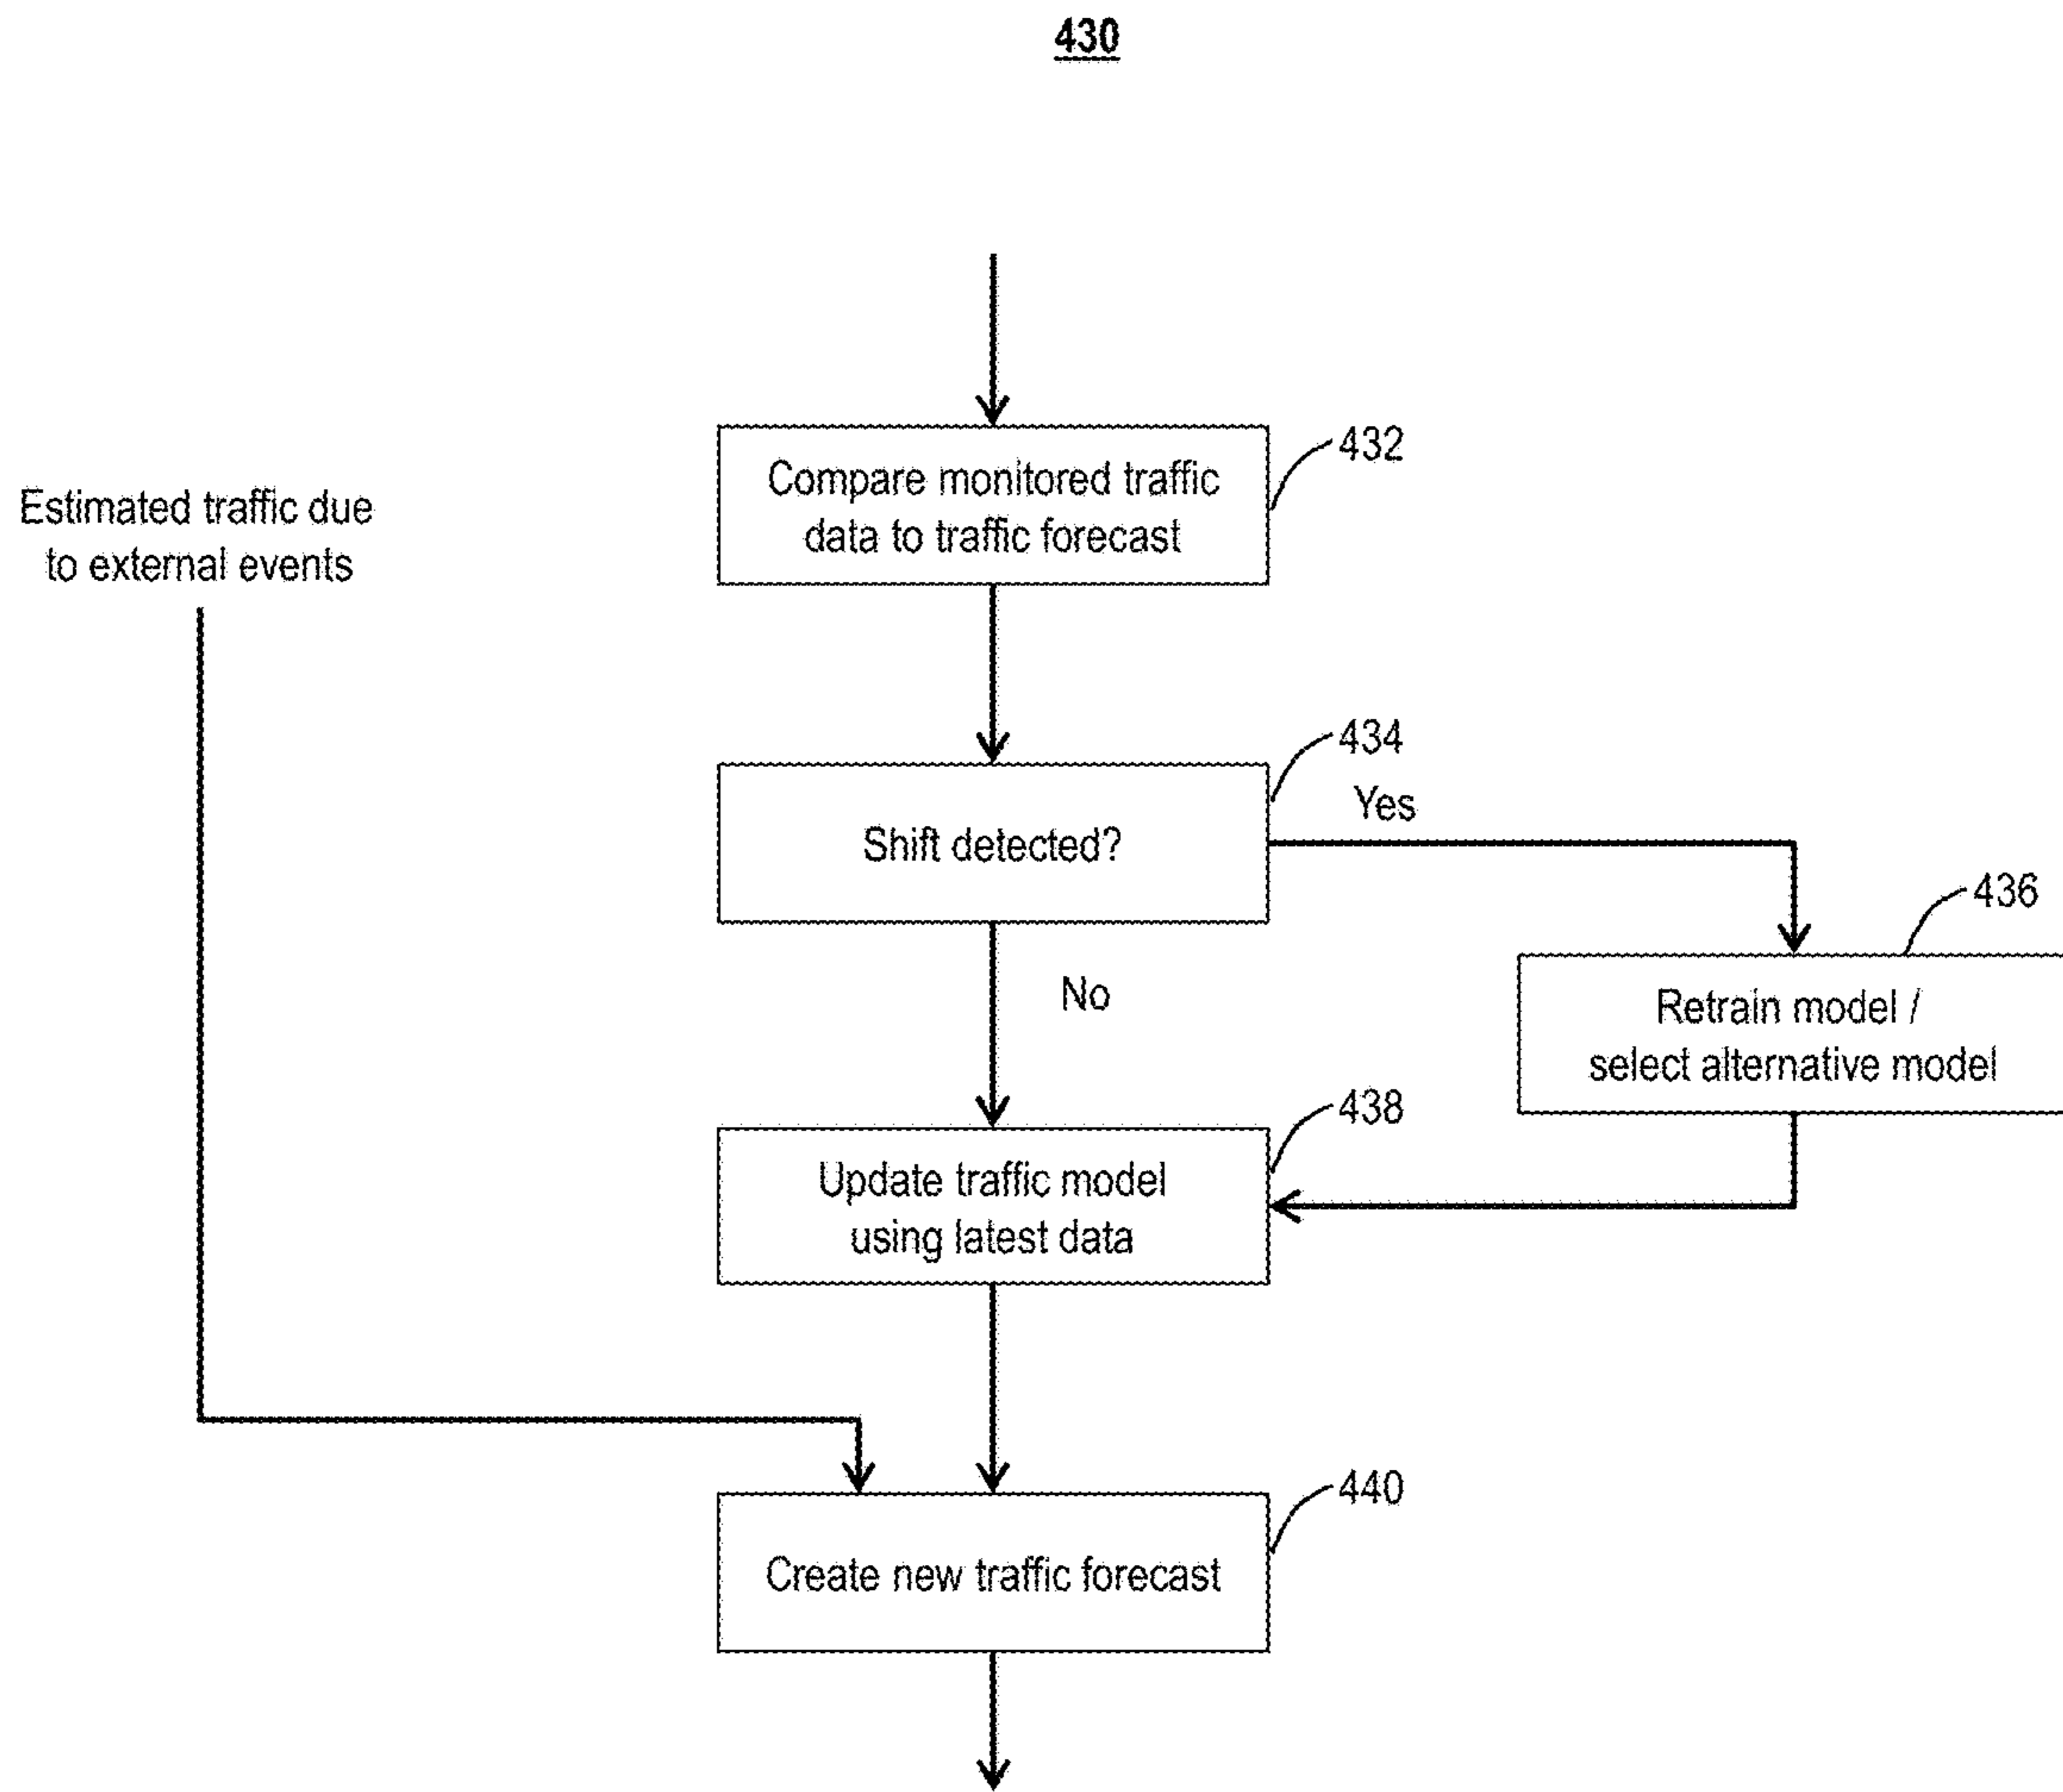 430
Compare monitored traffic
data to traffic forecast
432
Estimated traffic due
to external events
Shift detected?
434
Yes
No
436
Retrain model /
select alternative model
438
Update traffic model
using latest data
440
Create new traffic forecast